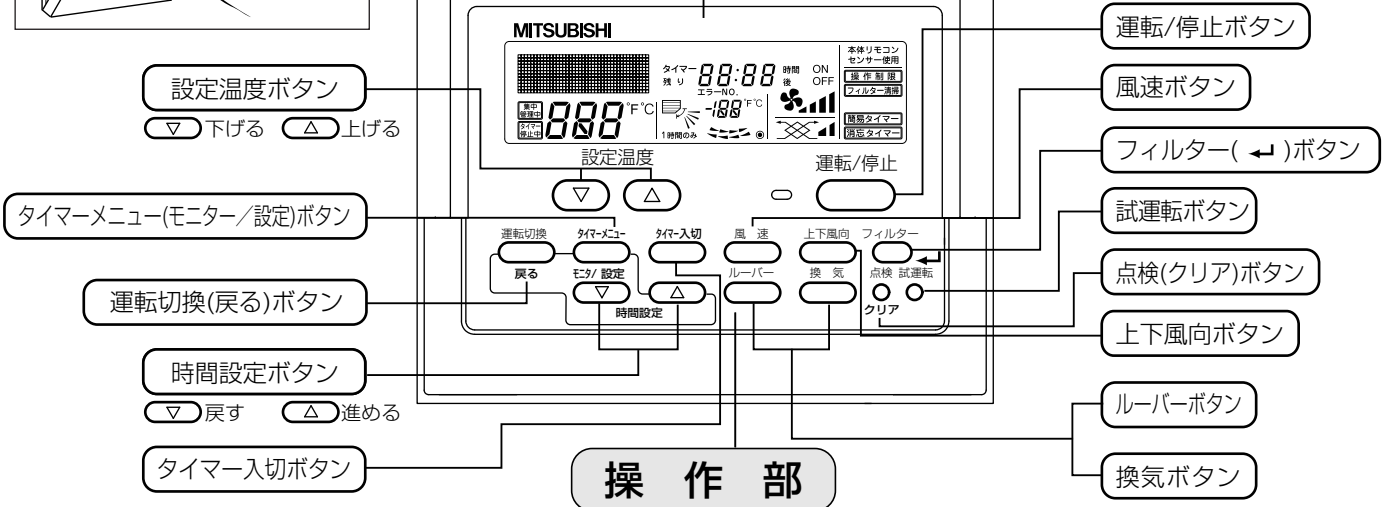 MITSUBISHI
タイマー
残り
88:88
時間
後
ON
OFF
エラーNO.
本体リモコン
センサー使用
操作制限
フィルター清掃
簡易タイマー
消忘タイマー
集中
管理中
タイマー
停止中
888
°F°C
1時間のみ
-188
°F°C
設定温度
運転/停止
運転切換
タイマーメニュー
タイマー入切
風 速
上下風向
フィルター
戻る
モニタ/ 設定
ルーバー
換 気
点検 試運転
時間設定
クリア
設定温度ボタン
下げる
上げる
タイマーメニュー(モニター/設定)ボタン
運転切換(戻る)ボタン
時間設定ボタン
戻す
進める
タイマー入切ボタン
操 作 部
運転/停止ボタン
風速ボタン
フィルター( ↵ )ボタン
試運転ボタン
点検(クリア)ボタン
上下風向ボタン
ルーバーボタン
換気ボタン